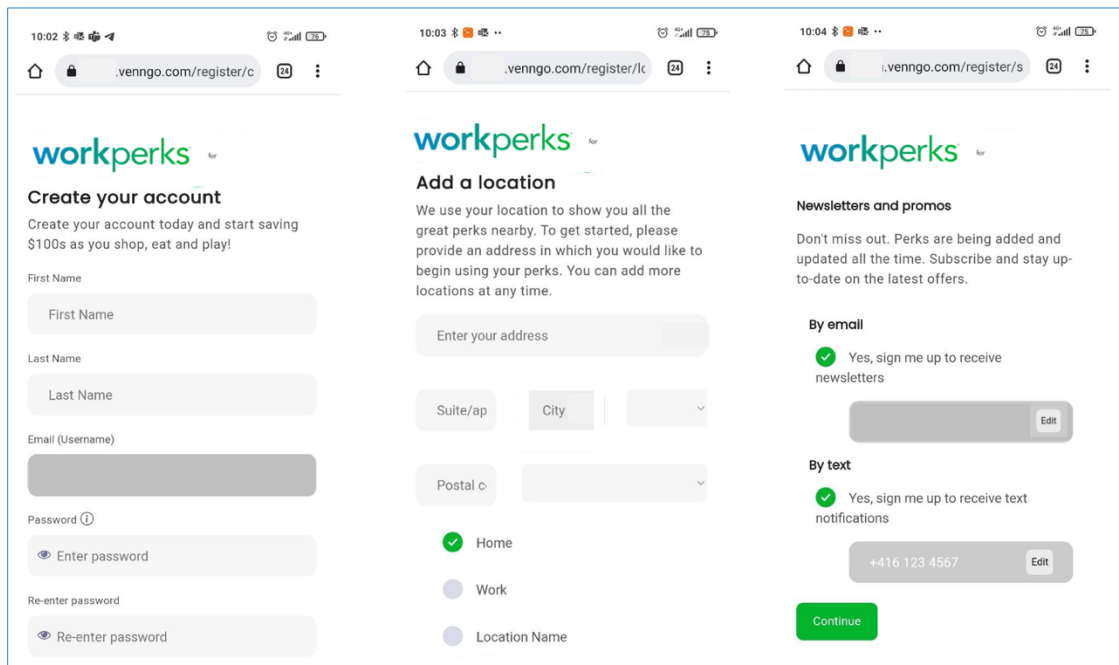 10:02
76
.venngo.com/register/c
24
workperks for
Create your account
Create your account today and start saving
$100s as you shop, eat and play!
First Name
First Name
Last Name
Last Name
Email (Username)
Password
Enter password
Re-enter password
Re-enter password
10:03
75
.venngo.com/register/lc
24
workperks for
Add a location
We use your location to show you all the
great perks nearby. To get started, please
provide an address in which you would like to
begin using your perks. You can add more
locations at any time.
Enter your address
Suite/ap
City
Postal c
Home
Work
Location Name
10:04
75
.venngo.com/register/s
24
workperks for
Newsletters and promos
Don't miss out. Perks are being added and
updated all the time. Subscribe and stay up-
to-date on the latest offers.
By email
Yes, sign me up to receive
newsletters
Edit
By text
Yes, sign me up to receive text
notifications
+416 123 4567
Edit
Continue